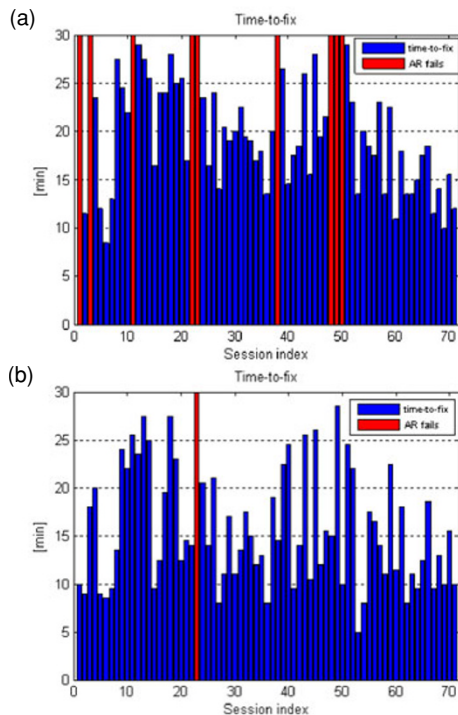 (a)
Time-to-fix
time-to-fix
AR fails
30
25
20
15
10
5
0
[min]
0 10 20 30 40 50 60 70
Session index
(b)
Time-to-fix
time-to-fix
AR fails
30
25
20
15
10
5
0
[min]
0 10 20 30 40 50 60 70
Session index